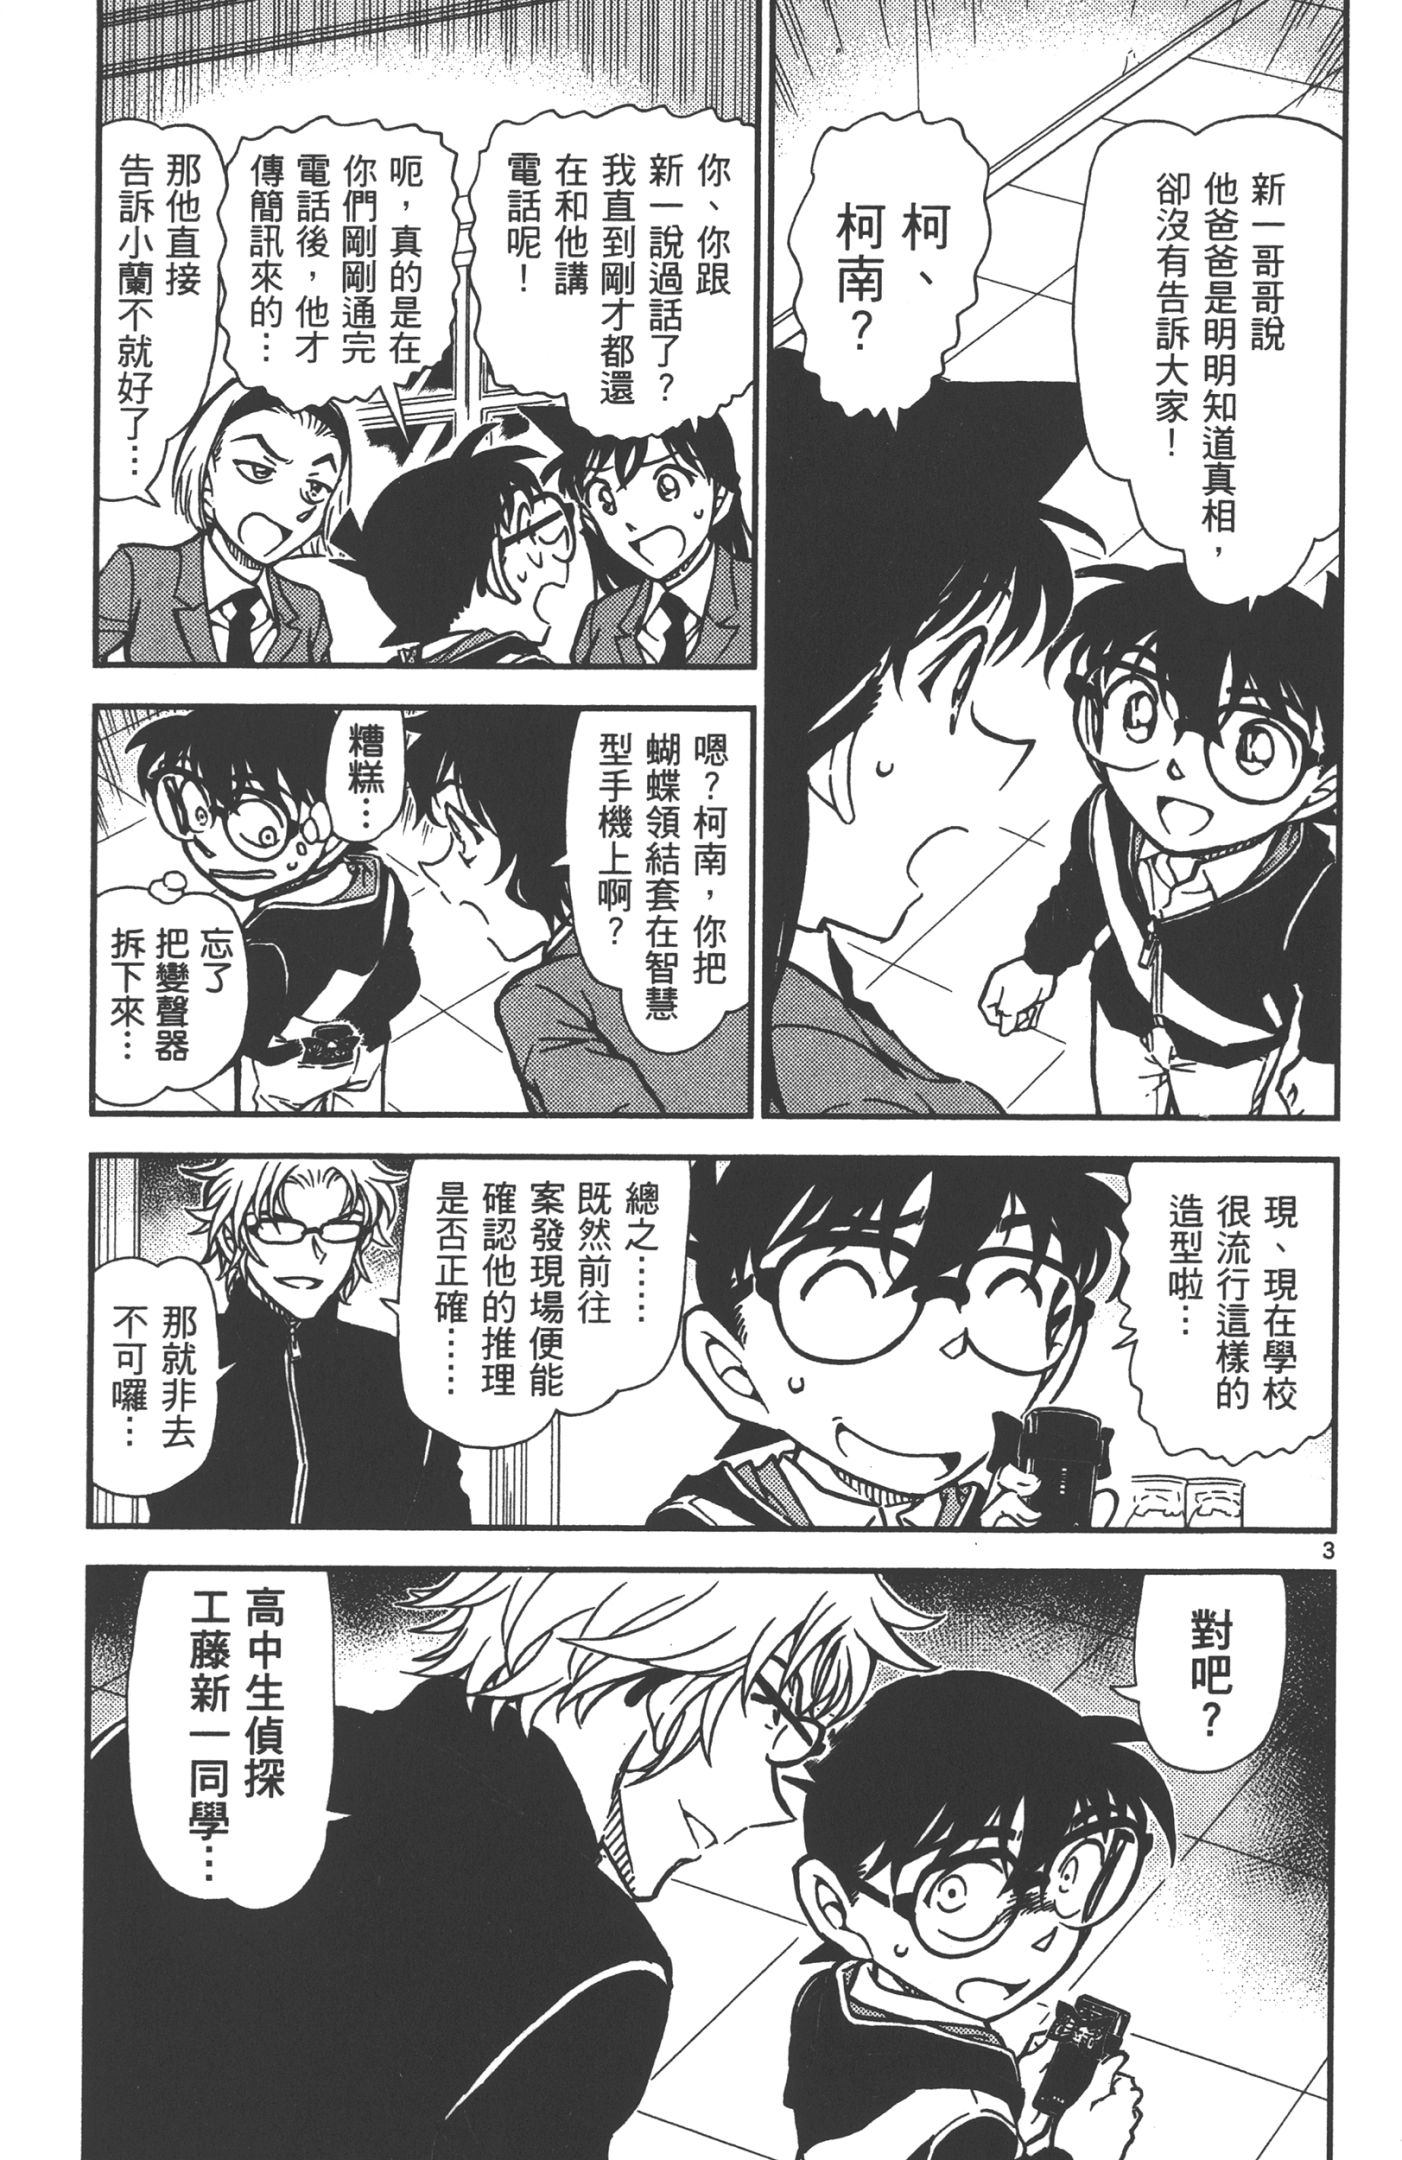 新一哥哥說
他爸爸是明明知道真相，
卻沒有告訴大家！
柯、
柯南？
你、你跟
新一說過話了？
我直到剛才都還
在和他講
電話呢！
呃，真的是在
你們剛剛通完
電話後，他才
傳簡訊來的…
那他直接
告訴小蘭不就好了…
嗯？柯南，你把
蝴蝶領結套在智慧
型手機上啊？
糟糕…
忘了
把變聲器
拆下來…
現、現在學校
很流行這樣的
造型啦…
總之……
既然前往
案發現場便能
確認他的推理
是否正確……
那就非去
不可囉…
3
對吧？
高中生偵探
工藤新一同學…